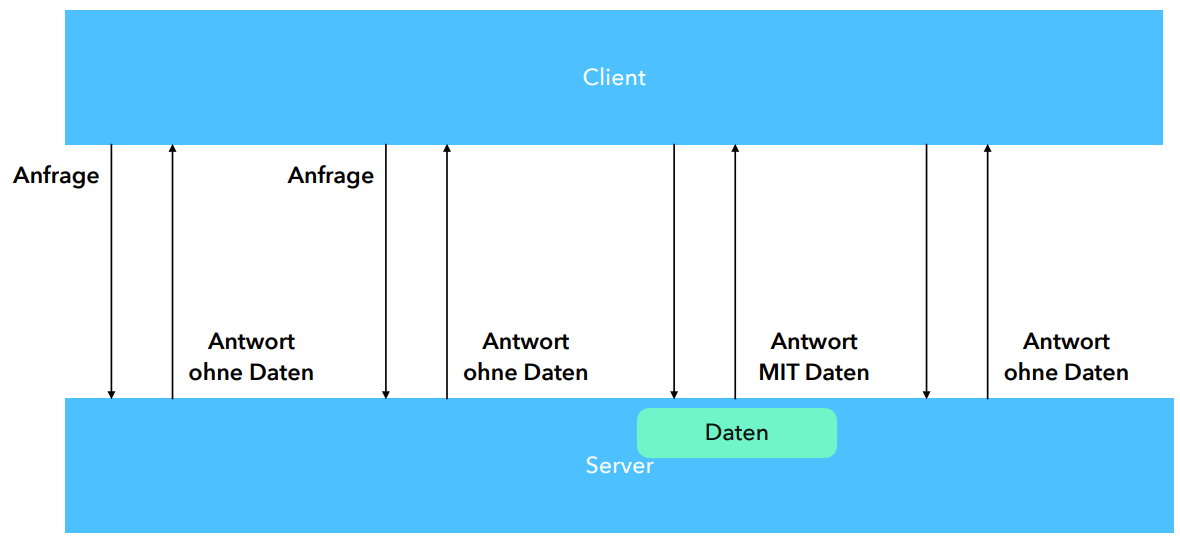 Client
Anfrage
Anfrage
Antwort
ohne Daten
Antwort
ohne Daten
Antwort
MIT Daten
Antwort
ohne Daten
Daten
Server